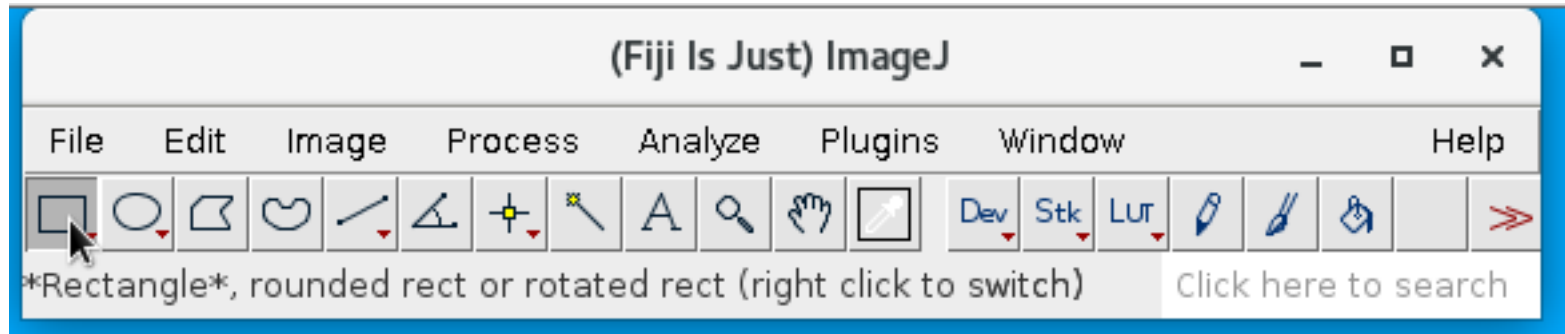 (Fiji Is Just) ImageJ
File Edit Image Process Analyze Plugins Window Help
A Dev Stk LUT
*Rectangle*, rounded rect or rotated rect (right click to switch) Click here to search